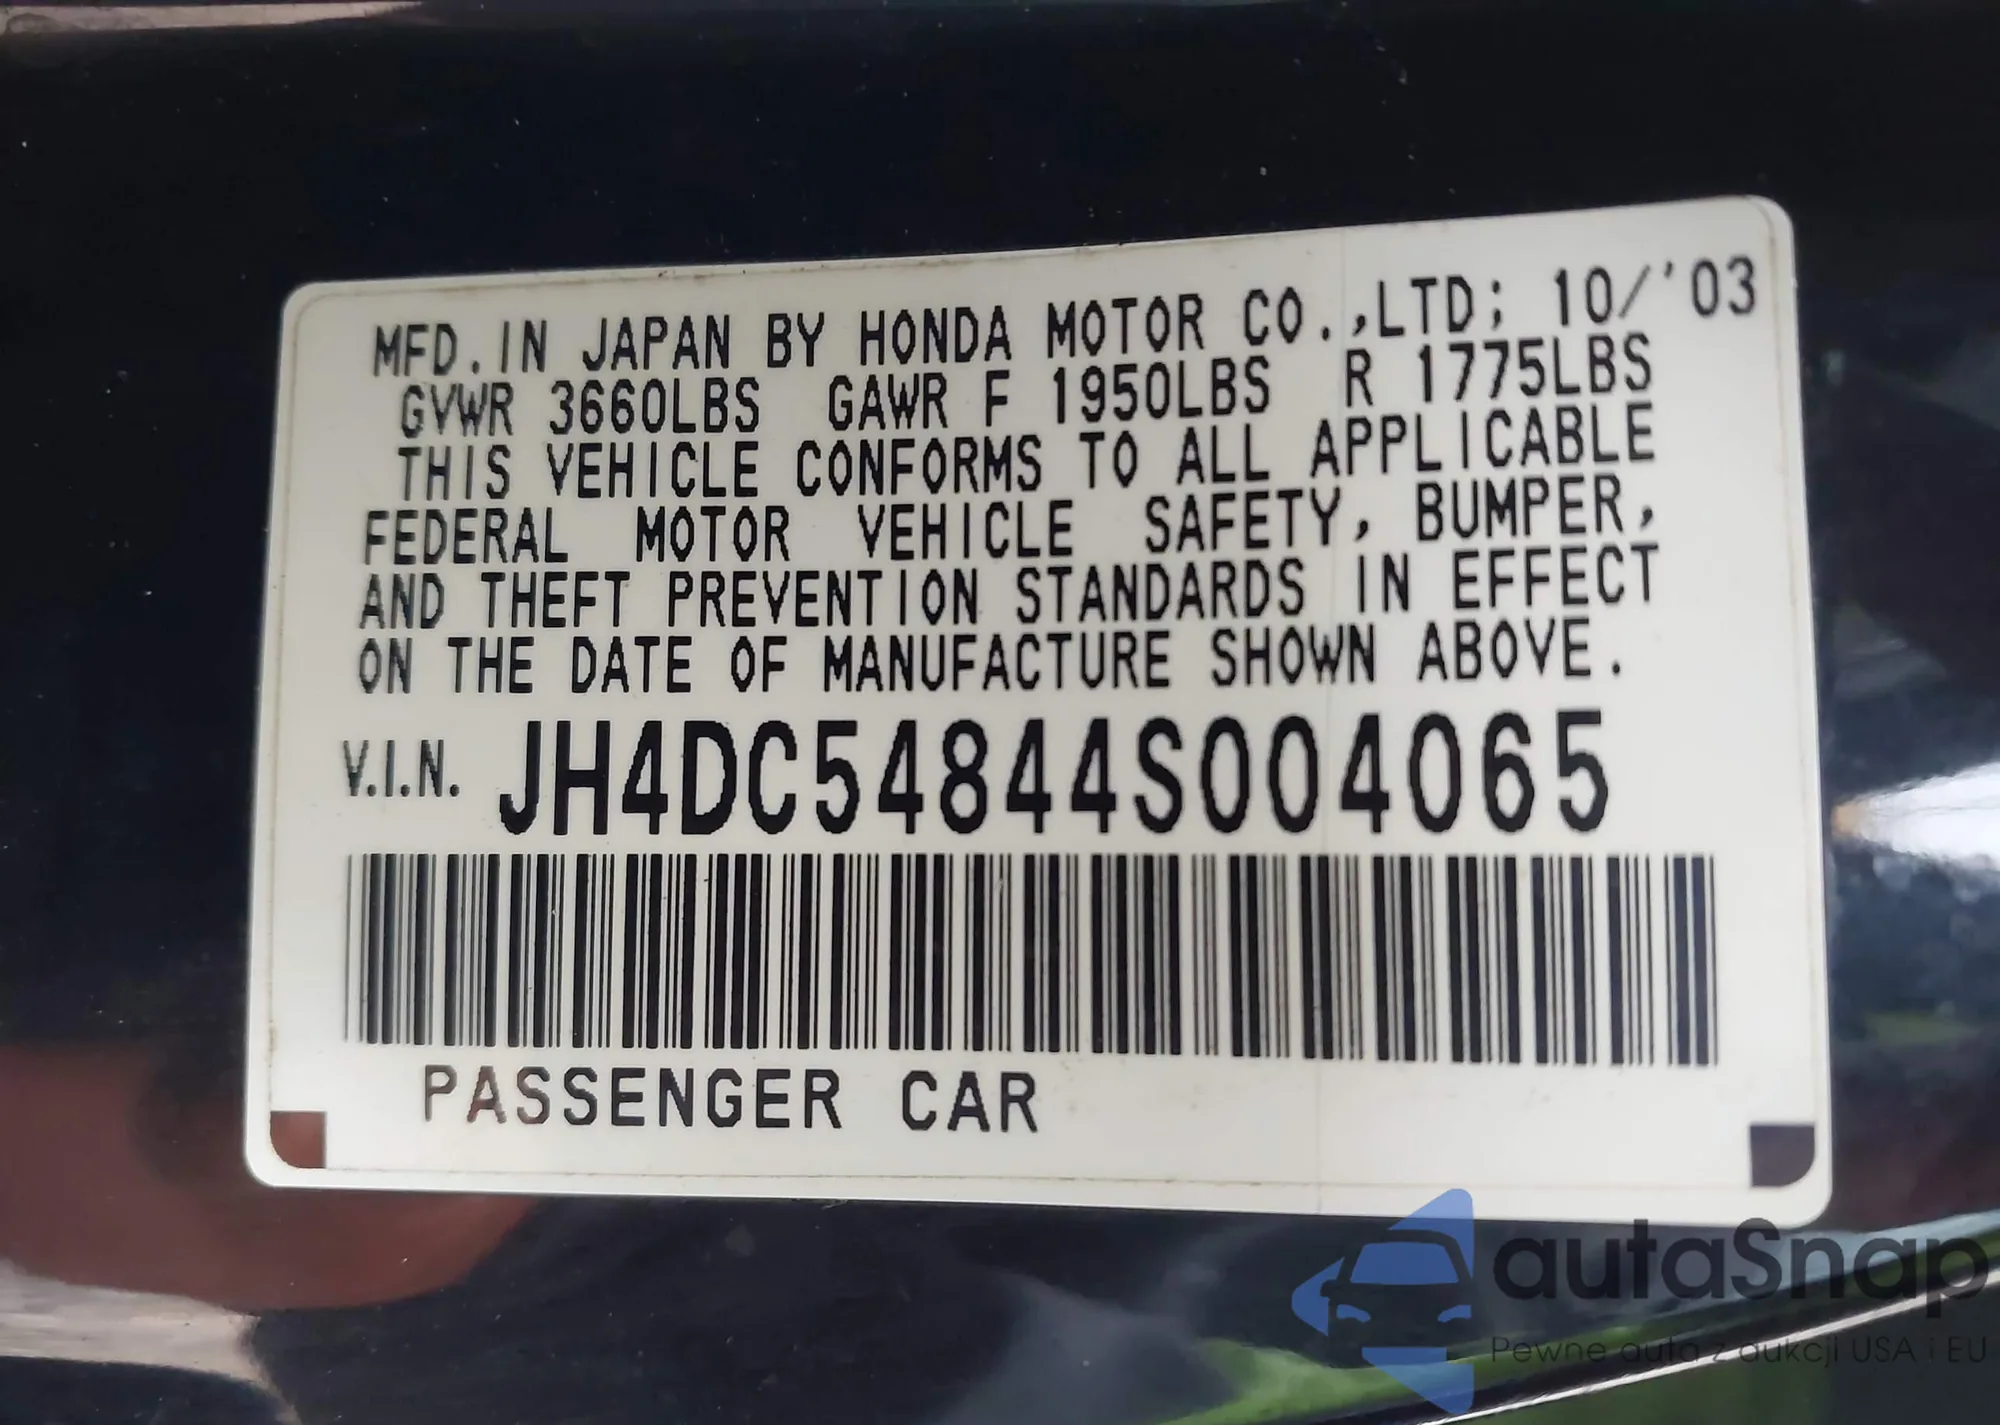 MFD. IN JAPAN BY HONDA MOTOR CO.,LTD; 10/'03
GVWR 3660LBS GAWR F 1950LBS R 1775LBS
THIS VEHICLE CONFORMS TO ALL APPLICABLE
FEDERAL MOTOR VEHICLE SAFETY, BUMPER,
AND THEFT PREVENTION STANDARDS IN EFFECT
ON THE DATE OF MANUFACTURE SHOWN ABOVE.
V.I.N. JH4DC54844S004065
PASSENGER CAR
autaSnap
Pewne auta z aukcji USA i EU